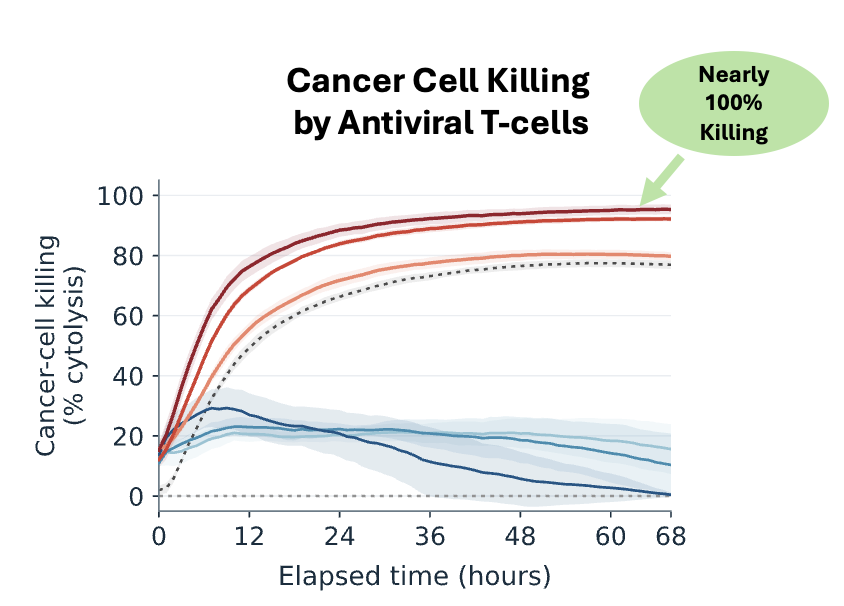 Cancer Cell Killing
by Antiviral T-cells
Nearly
100%
Killing
Cancer-cell killing
(% cytolysis)
100
80
60
40
20
0
0 12 24 36 48 60 68
Elapsed time (hours)